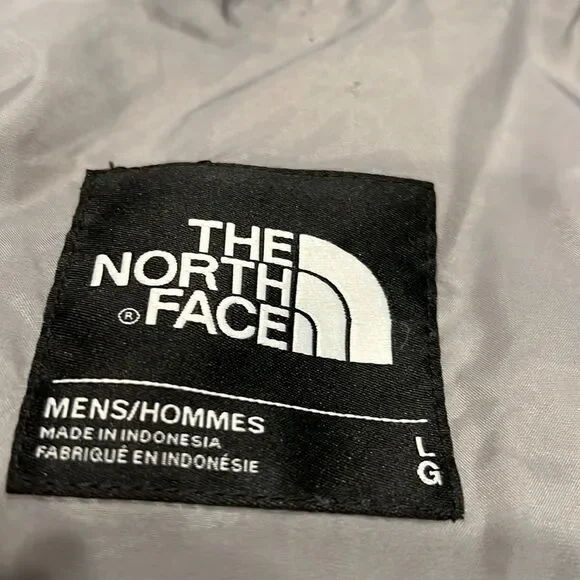 THE
NORTH
® FACE
MENS/HOMMES
MADE IN INDONESIA
FABRIQUÉ EN INDONÉSIE
L
G